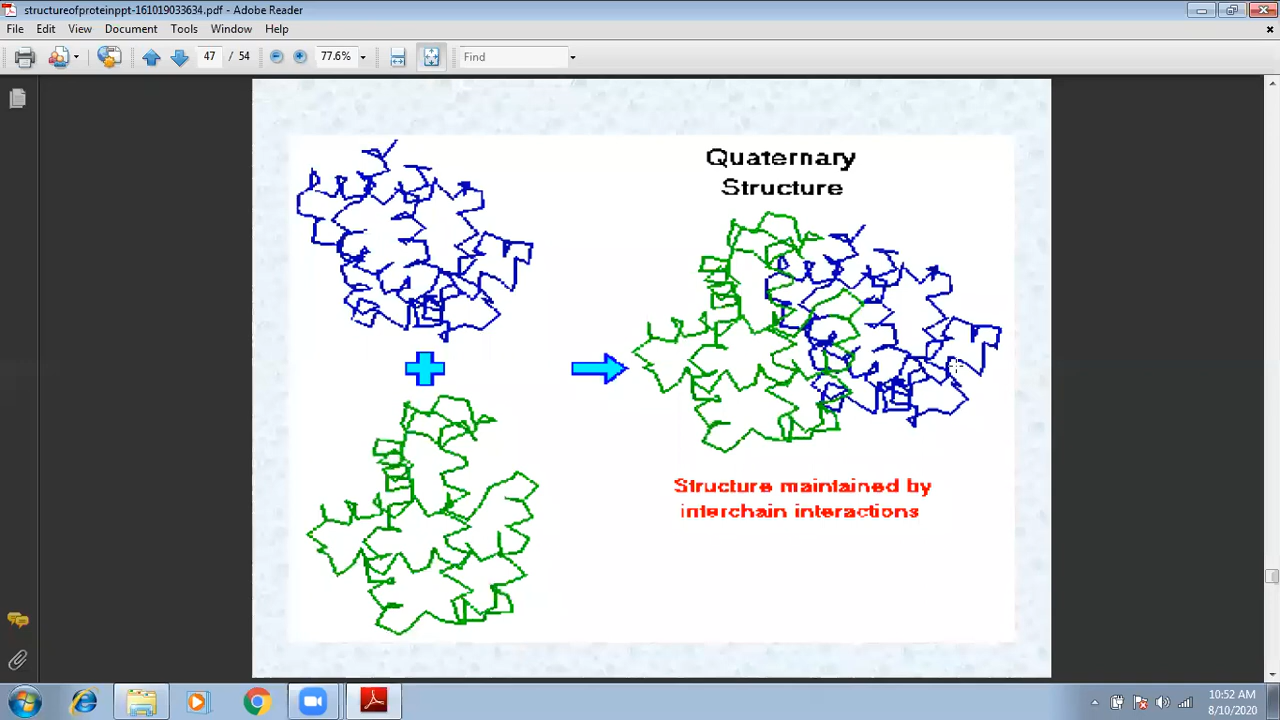 structureofproteinppt-161019033634.pdf - Adobe Reader
File Edit View Document Tools Window Help
47 / 54 77.6% Find
Quaternary
Structure
Structure maintained by
interchain interactions
10:52 AM
8/10/2020